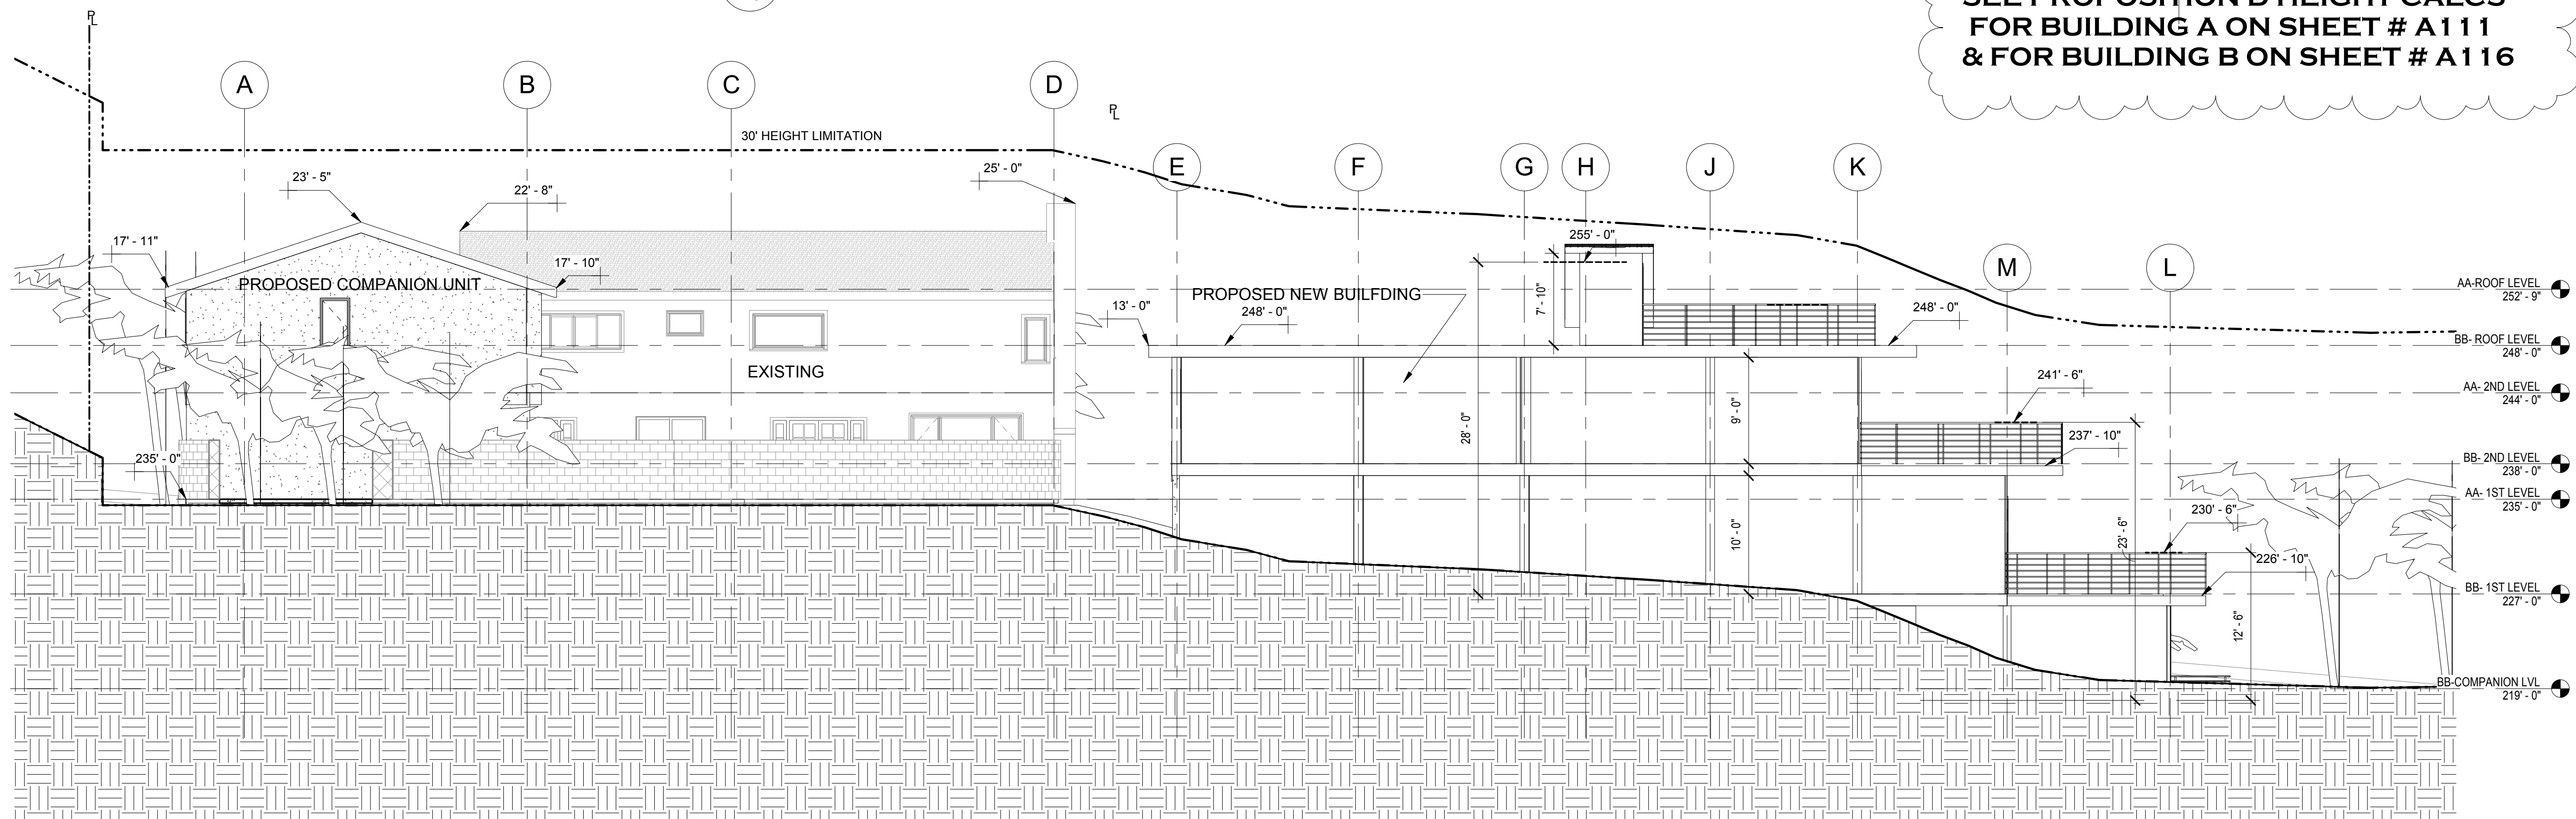 SEE PROPOSITION D HEIGHT CALCS
FOR BUILDING A ON SHEET # A111
& FOR BUILDING B ON SHEET # A116
PL
A
B
C
D
PL
30' HEIGHT LIMITATION
E
F
G
H
J
K
M
L
23' - 5"
22' - 8"
25' - 0"
17' - 11"
17' - 10"
PROPOSED COMPANION UNIT
EXISTING
235' - 0"
13' - 0"
248' - 0"
PROPOSED NEW BUILFDING
255' - 0"
7' - 10"
28' - 0"
9' - 0"
10' - 0"
248' - 0"
241' - 6"
237' - 10"
230' - 6"
226' - 10"
23' - 6"
12' - 6"
AA-ROOF LEVEL
252' - 9"
BB- ROOF LEVEL
248' - 0"
AA- 2ND LEVEL
244' - 0"
BB- 2ND LEVEL
238' - 0"
AA- 1ST LEVEL
235' - 0"
BB- 1ST LEVEL
227' - 0"
BB-COMPANION LVL
219' - 0"